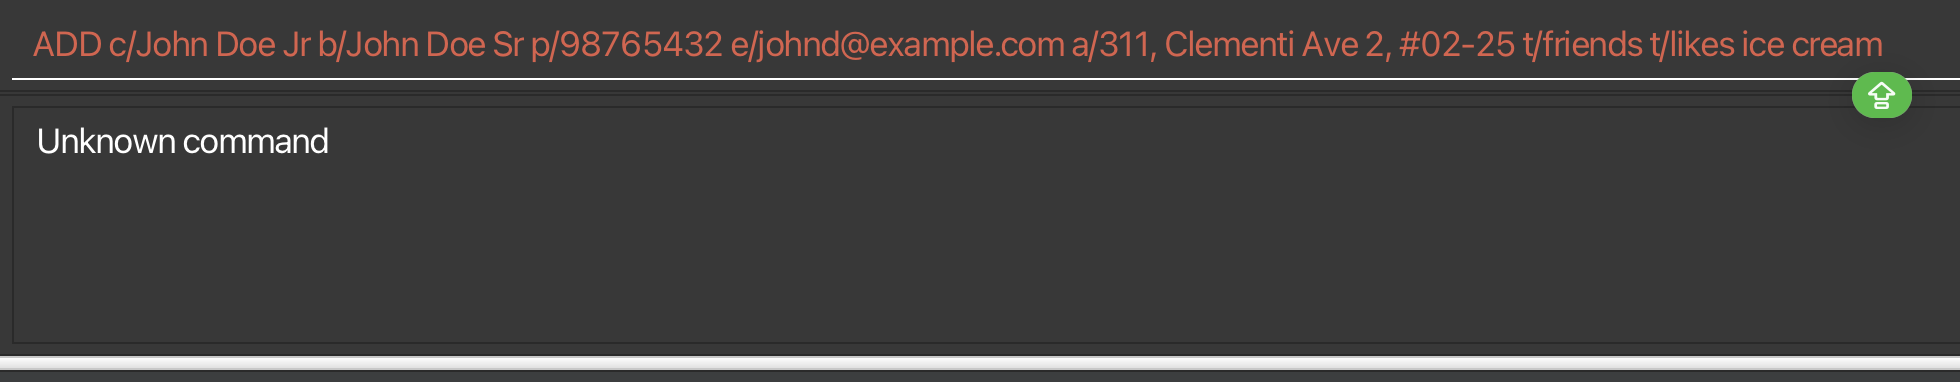 ADD c/John Doe Jr b/John Doe Sr p/98765432 e/johnd@example.com a/311, Clementi Ave 2, #02-25 t/friends t/likes ice cream
Unknown command